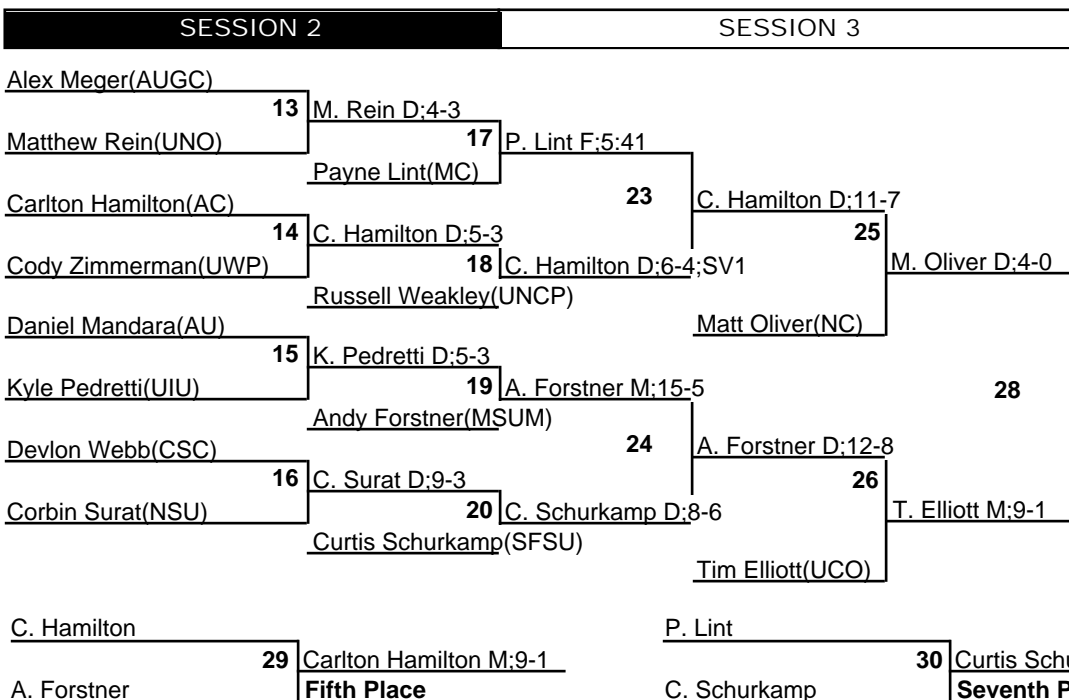 SESSION 2 SESSION 3
Alex Meger(AUGC)
13 M. Rein D;4-3
Matthew Rein(UNO) 17 P. Lint F;5:41
Payne Lint(MC)
Carlton Hamilton(AC) 23 C. Hamilton D;11-7
14 C. Hamilton D;5-3 25
Cody Zimmerman(UWP) 18 C. Hamilton D;6-4;SV1 M. Oliver D;4-0
Russell Weakley(UNCP)
Daniel Mandara(AU) Matt Oliver(NC)
15 K. Pedretti D;5-3
Kyle Pedretti(UIU) 19 A. Forstner M;15-5 28
Andy Forstner(MSUM)
Devlon Webb(CSC) 24 A. Forstner D;12-8
16 C. Surat D;9-3 26
Corbin Surat(NSU) 20 C. Schurkamp D;8-6 T. Elliott M;9-1
Curtis Schurkamp(SFSU)
Tim Elliott(UCO)
C. Hamilton P. Lint
29 Carlton Hamilton M;9-1 30 Curtis Schu
A. Forstner Fifth Place C. Schurkamp Seventh P